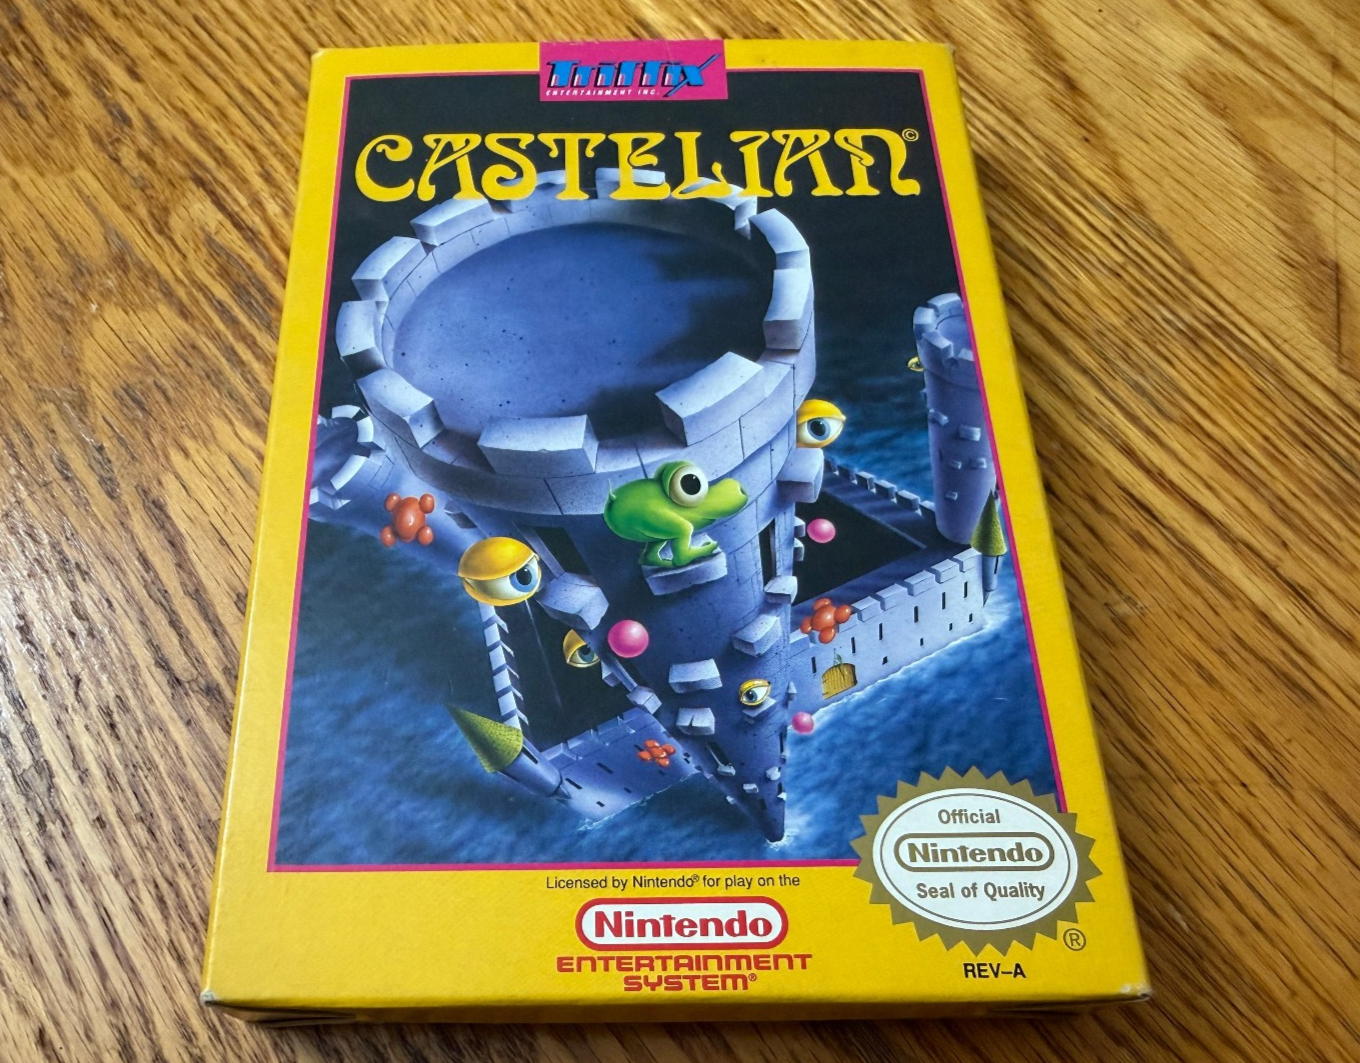 Triffix
ENTERTAINMENT INC.
CASTELIAN©
Licensed by Nintendo® for play on the
Nintendo
ENTERTAINMENT
SYSTEM®
Official
Nintendo
Seal of Quality
®
REV–A